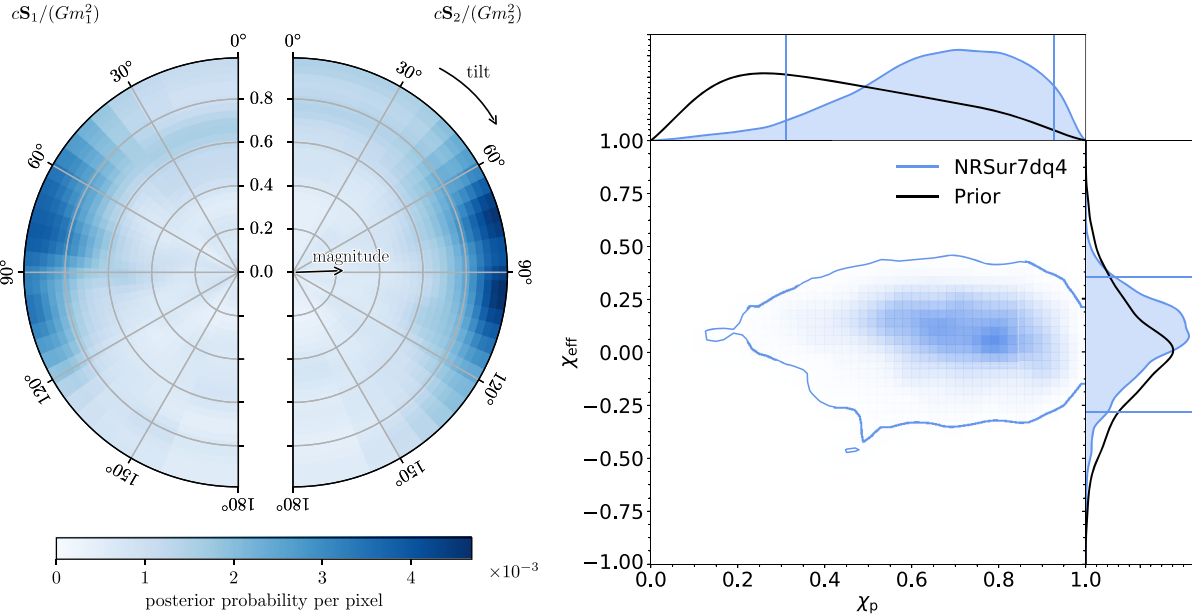 cS₁/(Gm₁²)
cS₂/(Gm₂²)
0°
0°
30°
30°
tilt
60°
60°
0.8
0.6
0.4
0.2
magnitude
0.0
90°
90°
120°
120°
150°
150°
180°
180°
0 1 2 3 4 ×10⁻³
posterior probability per pixel
NRSur7dq4
Prior
1.00
0.75
0.50
0.25
0.00
−0.25
−0.50
−0.75
−1.00
χeff
0.0 0.2 0.4 0.6 0.8 1.0
χp